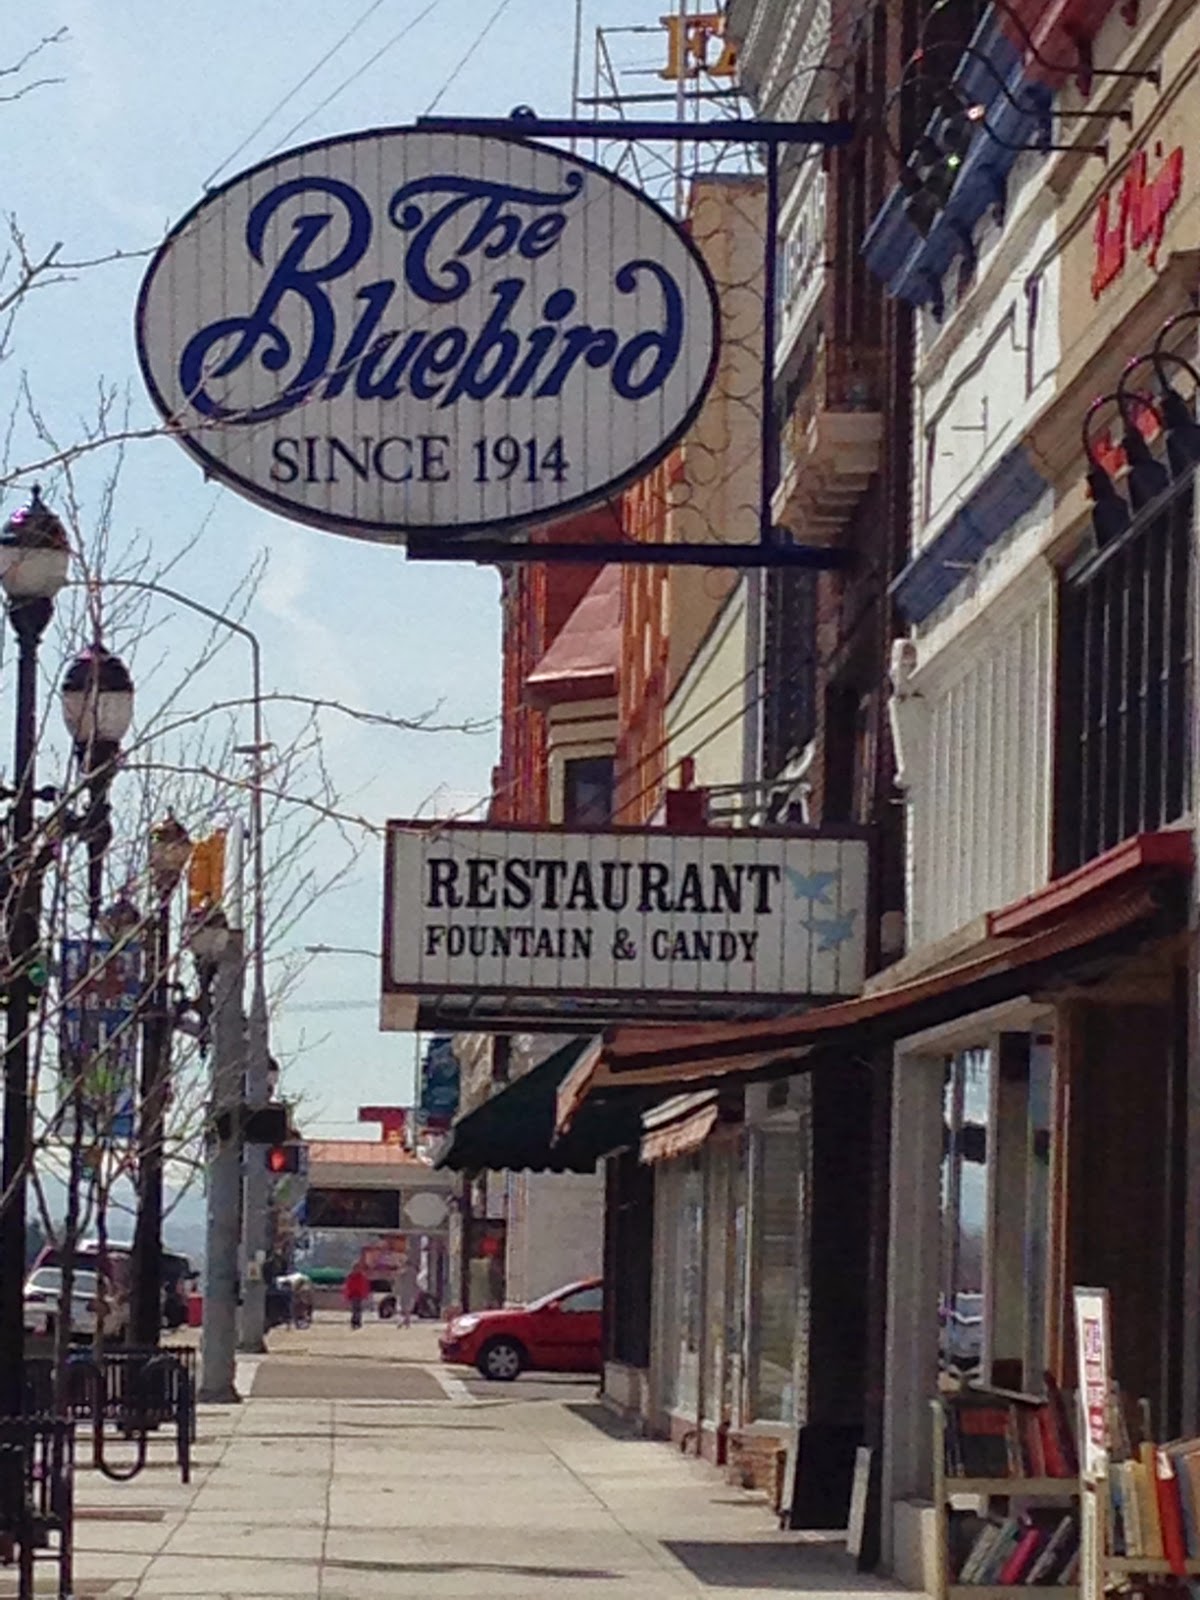 The
Bluebird
SINCE 1914
RESTAURANT
FOUNTAIN & CANDY